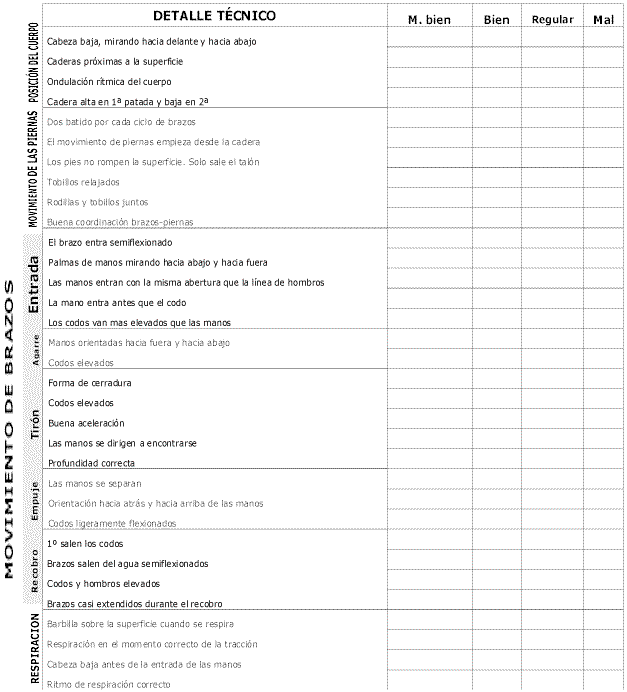 DETALLE TÉCNICO M. bien Bien Regular Mal
POSICIÓN DEL CUERPO
Cabeza baja, mirando hacia delante y hacia abajo
Caderas próximas a la superficie
Ondulación rítmica del cuerpo
Cadera alta en 1ª patada y baja en 2ª
MOVIMIENTO DE LAS PIERNAS
Dos batido por cada ciclo de brazos
El movimiento de piernas empieza desde la cadera
Los pies no rompen la superficie. Solo sale el talón
Tobillos relajados
Rodillas y tobillos juntos
Buena coordinación brazos-piernas
MOVIMIENTO DE BRAZOS
Entrada
El brazo entra semiflexionado
Palmas de manos mirando hacia abajo y hacia fuera
Las manos entran con la misma abertura que la línea de hombros
La mano entra antes que el codo
Los codos van mas elevados que las manos
Agarre
Manos orientadas hacia fuera y hacia abajo
Codos elevados
Tirón
Forma de cerradura
Codos elevados
Buena aceleración
Las manos se dirigen a encontrarse
Profundidad correcta
Empuje
Las manos se separan
Orientación hacia atrás y hacia arriba de las manos
Codos ligeramente flexionados
Recobro
1º salen los codos
Brazos salen del agua semiflexionados
Codos y hombros elevados
Brazos casi extendidos durante el recobro
RESPIRACION
Barbilla sobre la superficie cuando se respira
Respiración en el momento correcto de la tracción
Cabeza baja antes de la entrada de las manos
Ritmo de respiración correcto